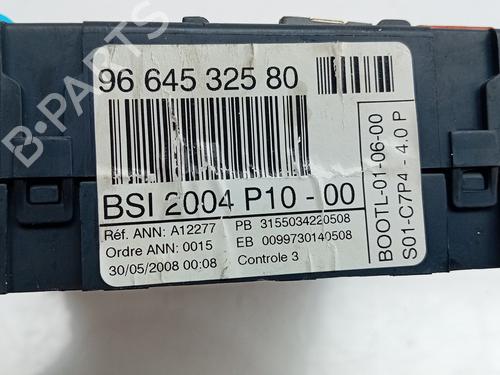 96 645 325 80
BSI 2004 P10 - 00
Réf. ANN: A12277 PB 3155034220508
Ordre ANN: 0015 EB 0099730140508
30/05/2008 00:08 Controle 3
BOOTL-01-06-00
S01-C7P4 - 4.0 P
B-PARTS